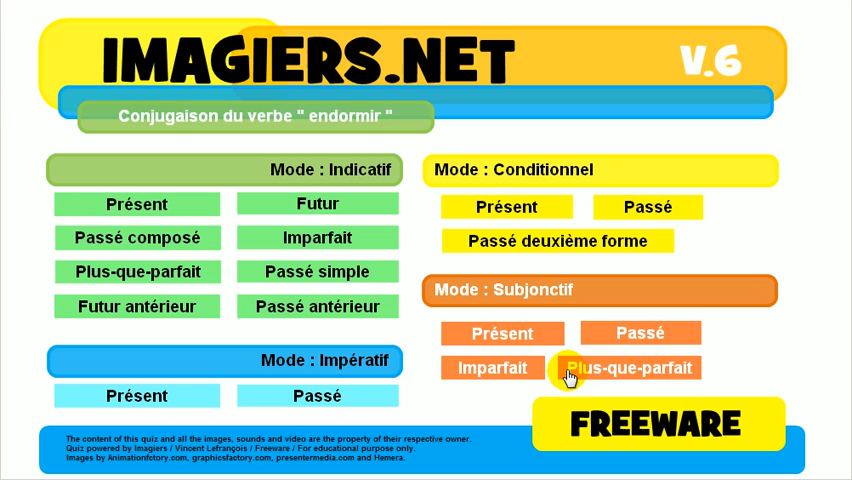 IMAGIERS.NET
V.6
Conjugaison du verbe " endormir "
Mode : Indicatif
Présent
Futur
Passé composé
Imparfait
Plus-que-parfait
Passé simple
Futur antérieur
Passé antérieur
Mode : Impératif
Présent
Passé
Mode : Conditionnel
Présent
Passé
Passé deuxième forme
Mode : Subjonctif
Présent
Passé
Imparfait
Plus-que-parfait
FREEWARE
The content of this quiz and all the images, sounds and video are the property of their respective owner.
Quiz powered by Imagiers / Vincent Lefrançois / Freeware / For educational purpose only.
Images by Animationfctory.com, graphicsfactory.com, presentermedia.com and Hemera.